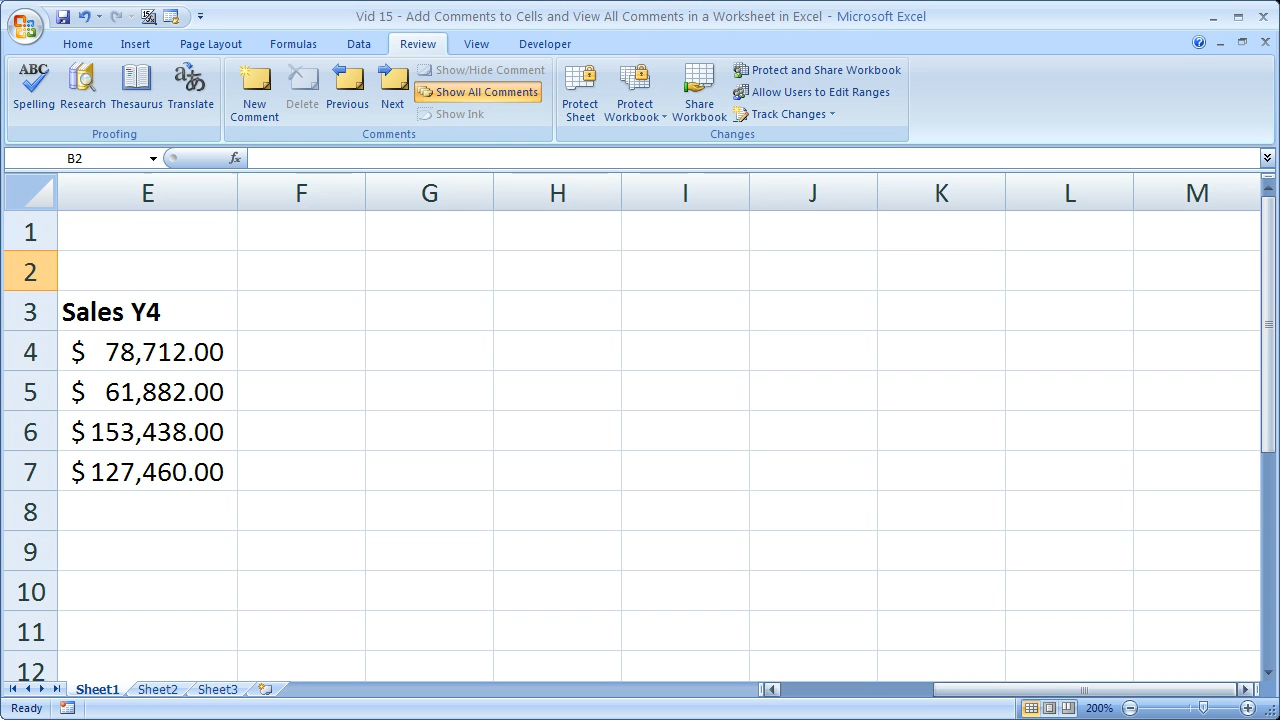 Vid 15 - Add Comments to Cells and View All Comments in a Worksheet in Excel - Microsoft Excel
Home Insert Page Layout Formulas Data Review View Developer
ABC
Spelling Research Thesaurus Translate
Proofing
New Comment Delete Previous Next
Show/Hide Comment
Show All Comments
Show Ink
Comments
Protect Sheet Protect Workbook Share Workbook
Protect and Share Workbook
Allow Users to Edit Ranges
Track Changes
Changes
B2 fx
E F G H I J K L M
1
2
3 Sales Y4
4 $ 78,712.00
5 $ 61,882.00
6 $ 153,438.00
7 $ 127,460.00
8
9
10
11
12
Sheet1 Sheet2 Sheet3
Ready 200%